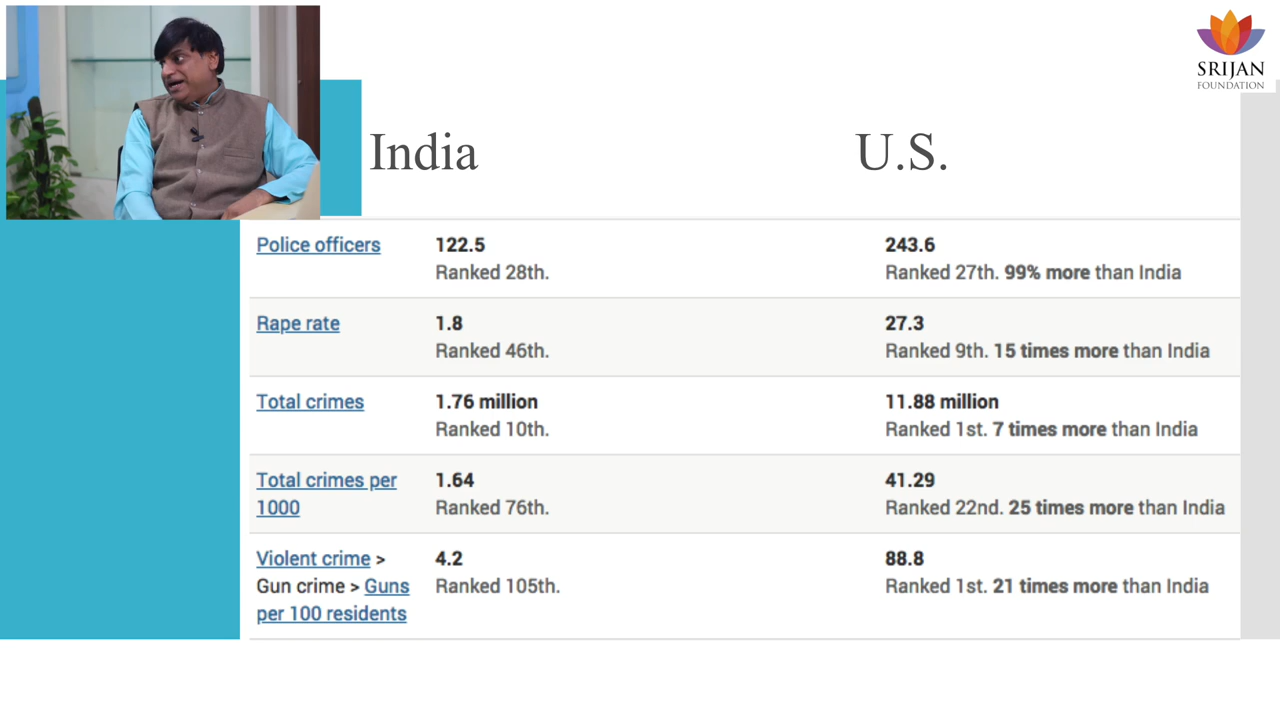 SRIJAN
FOUNDATION
India
U.S.
Police officers
122.5
Ranked 28th.
243.6
Ranked 27th. 99% more than India
Rape rate
1.8
Ranked 46th.
27.3
Ranked 9th. 15 times more than India
Total crimes
1.76 million
Ranked 10th.
11.88 million
Ranked 1st. 7 times more than India
Total crimes per
1000
1.64
Ranked 76th.
41.29
Ranked 22nd. 25 times more than India
Violent crime >
Gun crime > Guns
per 100 residents
4.2
Ranked 105th.
88.8
Ranked 1st. 21 times more than India